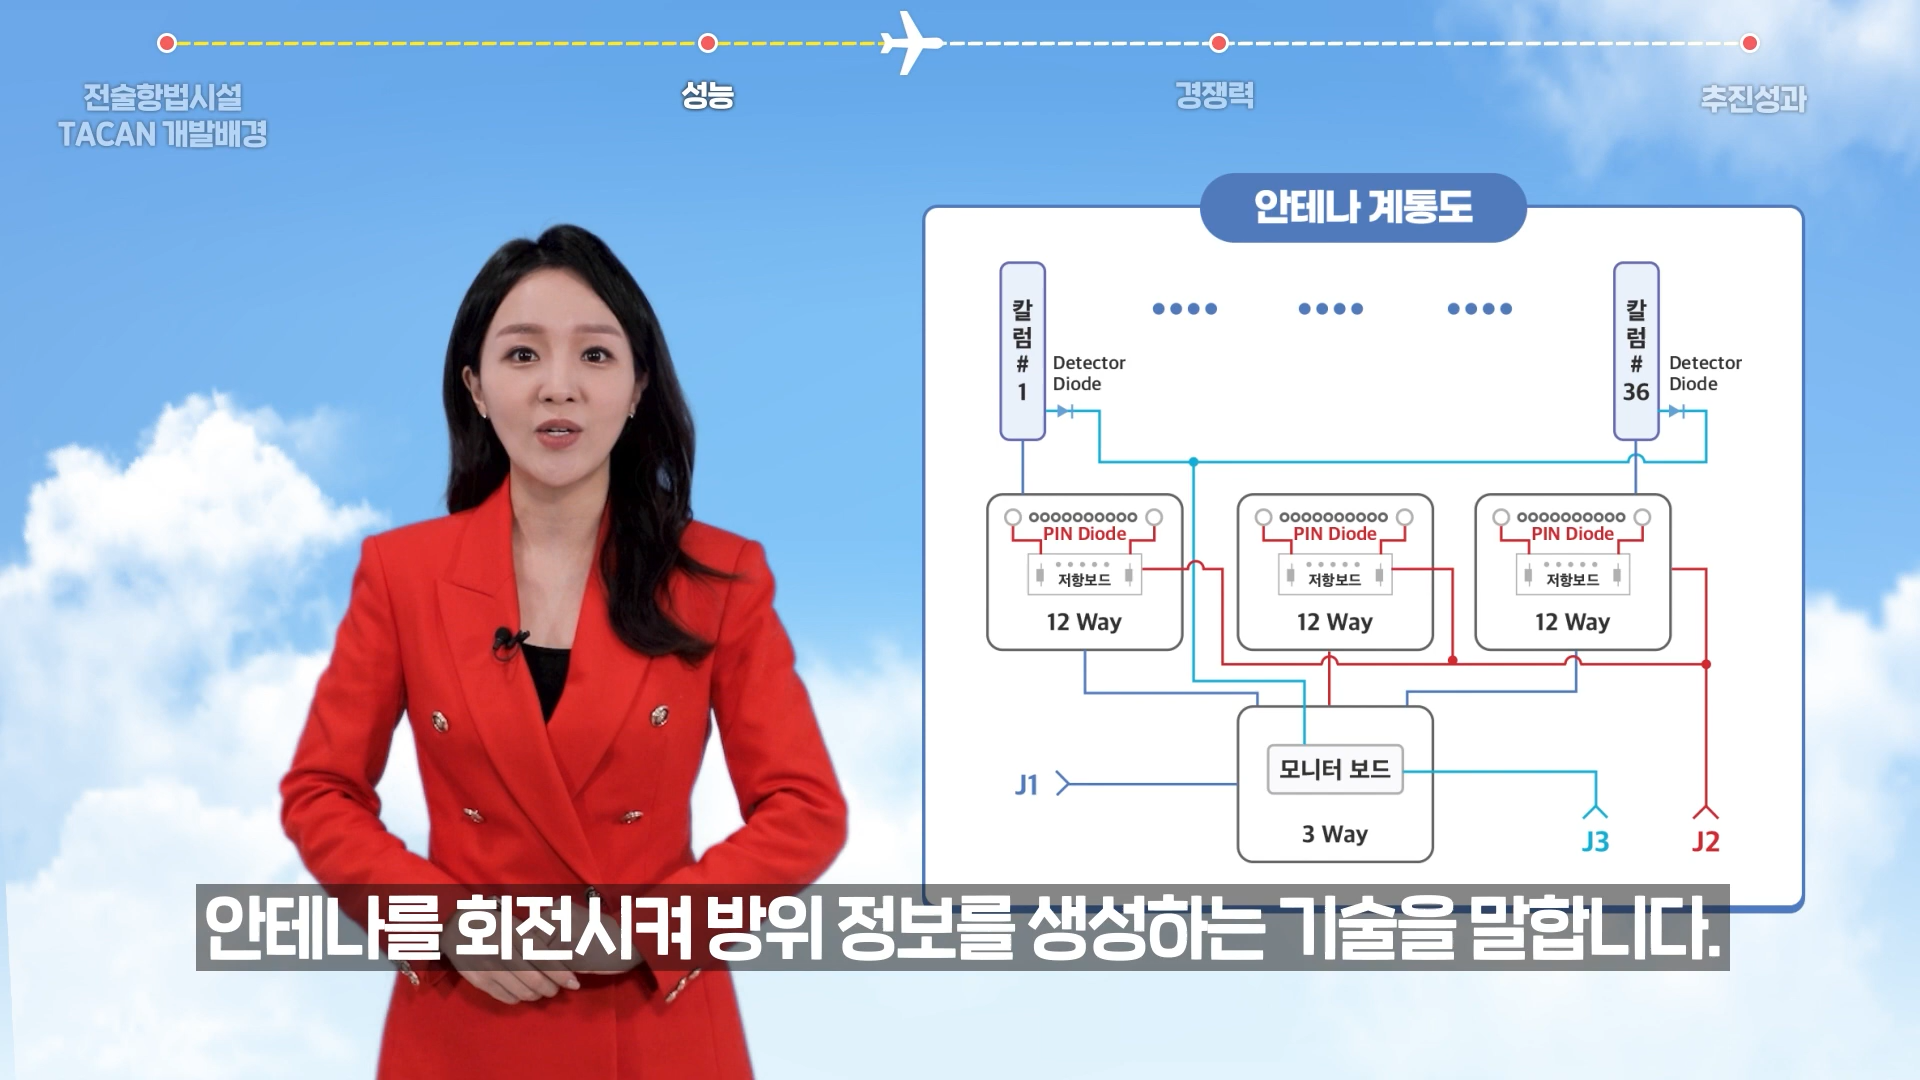 전술항법시설
TACAN 개발배경
성능
경쟁력
추진성과
안테나 계통도
칼
럼
#
1
Detector
Diode
칼
럼
#
36
Detector
Diode
PIN Diode
저항보드
12 Way
PIN Diode
저항보드
12 Way
PIN Diode
저항보드
12 Way
J1
모니터 보드
3 Way
J3
J2
안테나를 회전시켜 방위 정보를 생성하는 기술을 말합니다.